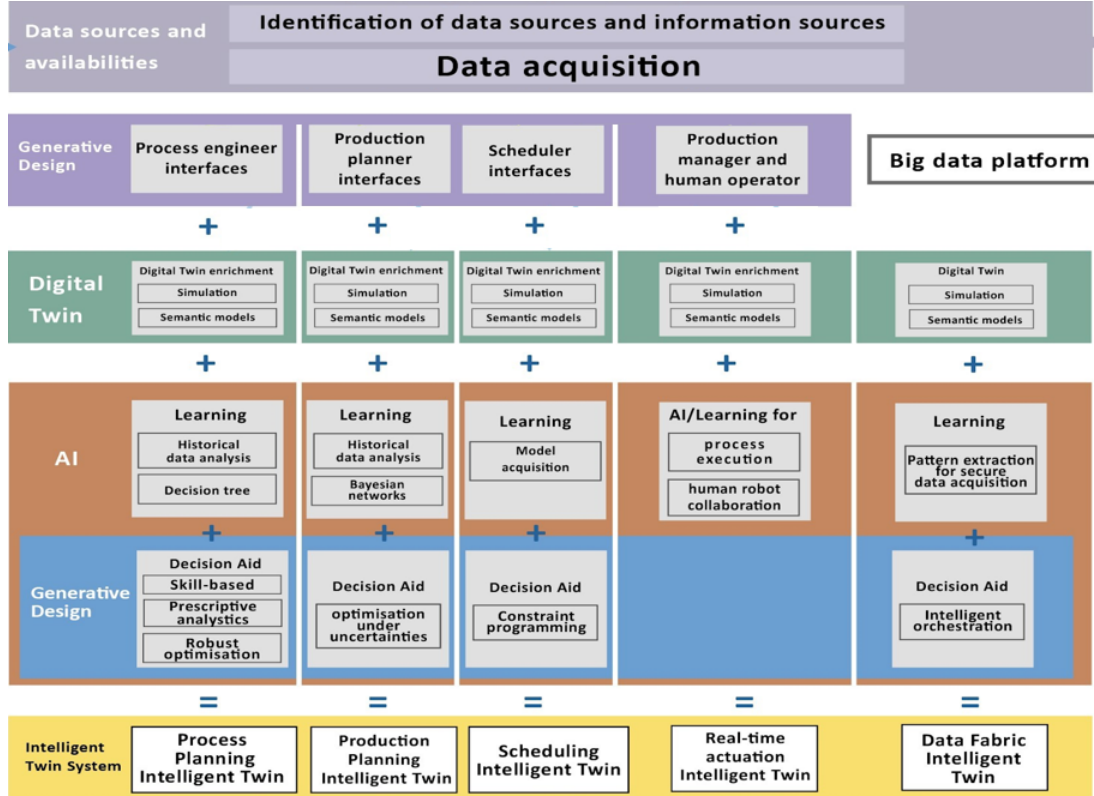 Data sources and
availabilities
Identification of data sources and information sources
Data acquisition
Generative
Design
Process engineer
interfaces
Production
planner
interfaces
Scheduler
interfaces
Production
manager and
human operator
Big data platform
+
+
+
+
Digital
Twin
Digital Twin enrichment
Simulation
Semantic models
Digital Twin enrichment
Simulation
Semantic models
Digital Twin enrichment
Simulation
Semantic models
Digital Twin enrichment
Simulation
Semantic models
Digital Twin
Simulation
Semantic models
+
+
+
+
+
AI
Learning
Historical
data analysis
Decision tree
Learning
Historical
data analysis
Bayesian
networks
Learning
Model
acquisition
AI/Learning for
process
execution
human robot
collaboration
Learning
Pattern extraction
for secure
data acquisition
+
+
+
+
Generative
Design
Decision Aid
Skill-based
Prescriptive
analystics
Robust
optimisation
Decision Aid
optimisation
under
uncertainties
Decision Aid
Constraint
programming
Decision Aid
Intelligent
orchestration
=
=
=
=
=
Intelligent
Twin System
Process
Planning
Intelligent Twin
Production
Planning
Intelligent Twin
Scheduling
Intelligent Twin
Real-time
actuation
Intelligent Twin
Data Fabric
Intelligent
Twin